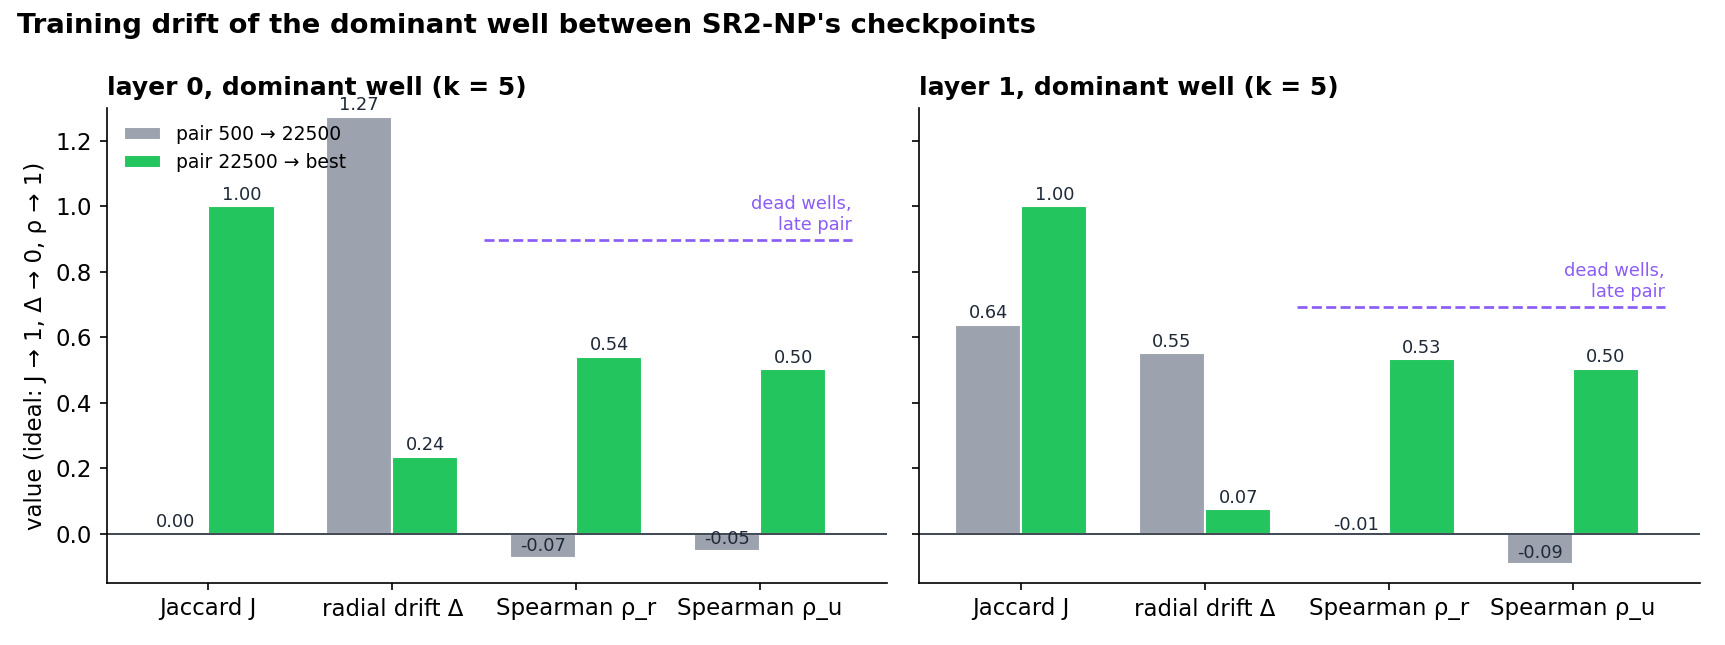 Training drift of the dominant well between SR2-NP's checkpoints
layer 0, dominant well (k = 5)
value (ideal: J → 1, Δ → 0, ρ → 1)
1.2
1.0
0.8
0.6
0.4
0.2
0.0
pair 500 → 22500
pair 22500 → best
0.00
1.00
1.27
0.24
-0.07
0.54
-0.05
0.50
dead wells,
late pair
Jaccard J
radial drift Δ
Spearman ρ_r
Spearman ρ_u
layer 1, dominant well (k = 5)
0.64
1.00
0.55
0.07
-0.01
0.53
-0.09
0.50
dead wells,
late pair
Jaccard J
radial drift Δ
Spearman ρ_r
Spearman ρ_u